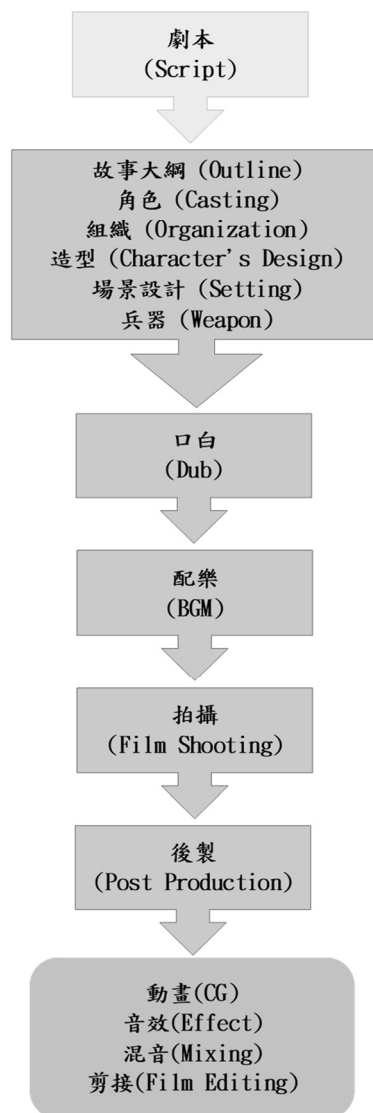 劇本
(Script)
故事大綱 (Outline)
角色 (Casting)
組織 (Organization)
造型 (Character's Design)
場景設計 (Setting)
兵器 (Weapon)
口白
(Dub)
配樂
(BGM)
拍攝
(Film Shooting)
後製
(Post Production)
動畫(CG)
音效(Effect)
混音(Mixing)
剪接(Film Editing)